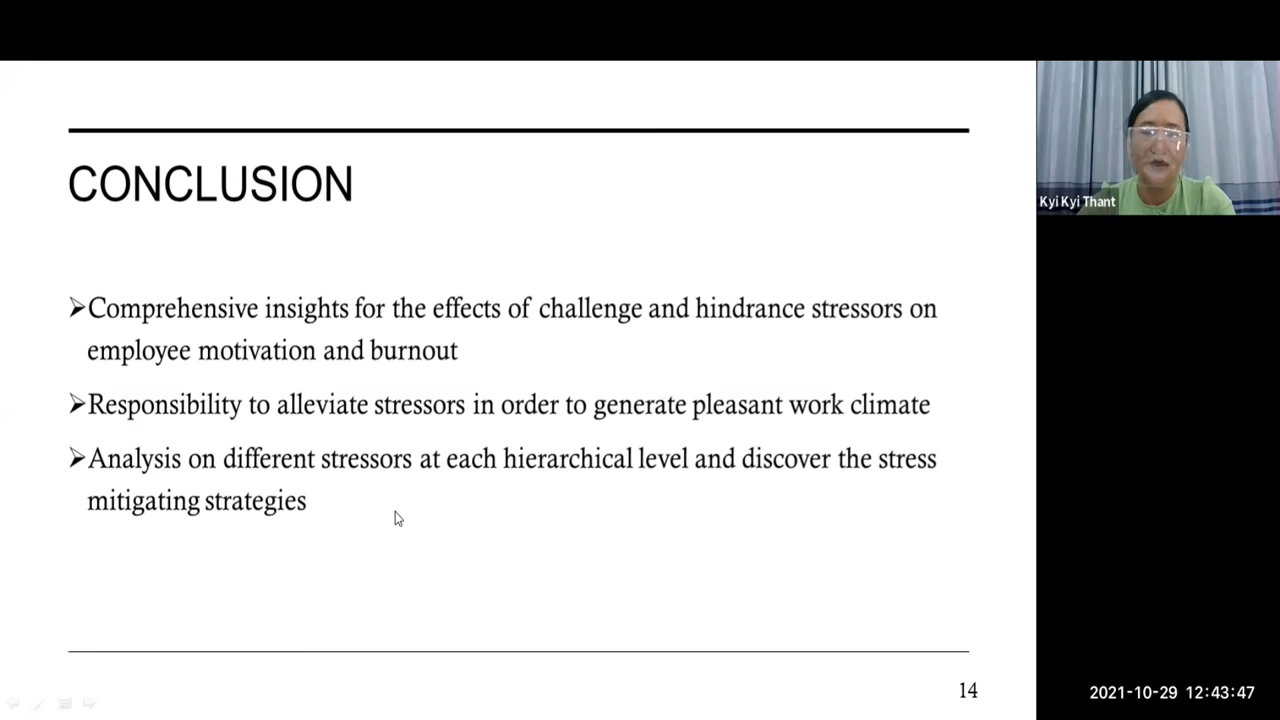 CONCLUSION
➢Comprehensive insights for the effects of challenge and hindrance stressors on
employee motivation and burnout
➢Responsibility to alleviate stressors in order to generate pleasant work climate
➢Analysis on different stressors at each hierarchical level and discover the stress
mitigating strategies
14
Kyi Kyi Thant
2021-10-29 12:43:47